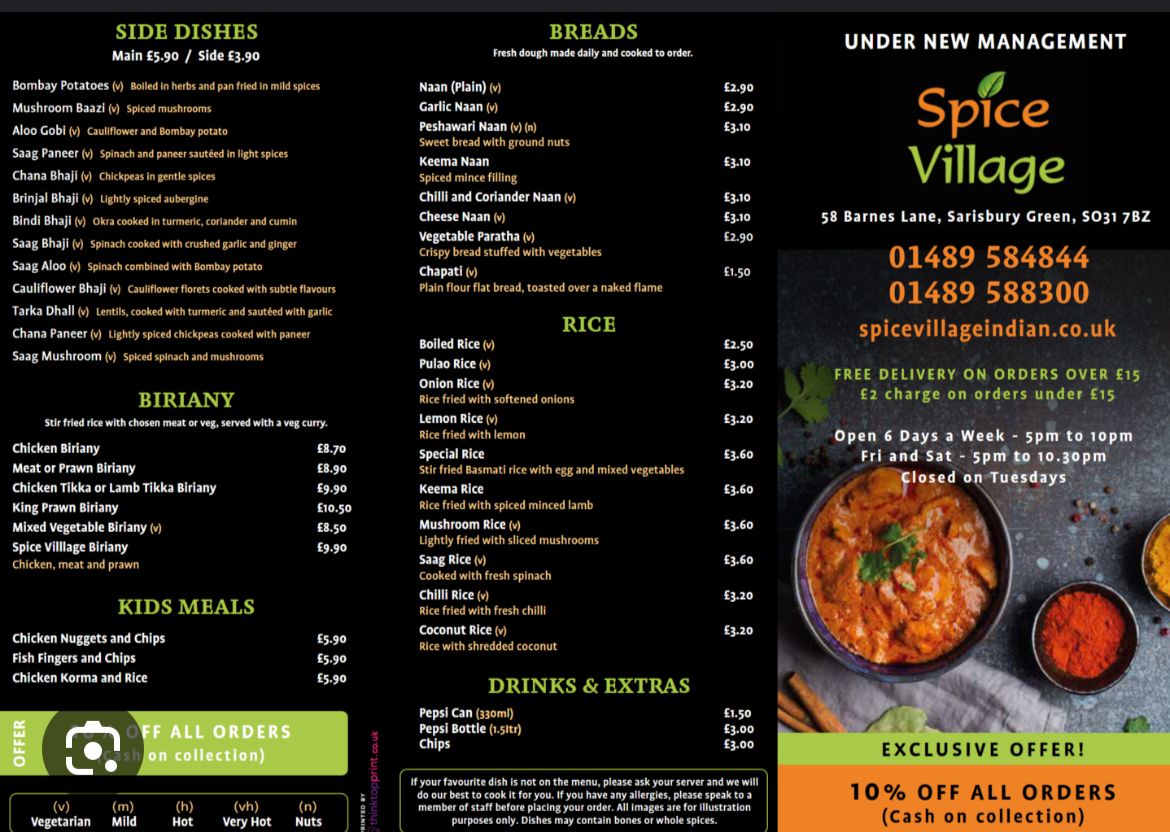 SIDE DISHES
Main £5.90 / Side £3.90
Bombay Potatoes (v) Boiled in herbs and pan fried in mild spices
Mushroom Baazi (v) Spiced mushrooms
Aloo Gobi (v) Cauliflower and Bombay potato
Saag Paneer (v) Spinach and paneer sautéed in light spices
Chana Bhaji (v) Chickpeas in gentle spices
Brinjal Bhaji (v) Lightly spiced aubergine
Bindi Bhaji (v) Okra cooked in turmeric, coriander and cumin
Saag Bhaji (v) Spinach cooked with crushed garlic and ginger
Saag Aloo (v) Spinach combined with Bombay potato
Cauliflower Bhaji (v) Cauliflower florets cooked with subtle flavours
Tarka Dhall (v) Lentils, cooked with turmeric and sautéed with garlic
Chana Paneer (v) Lightly spiced chickpeas cooked with paneer
Saag Mushroom (v) Spiced spinach and mushrooms
BIRIANY
Stir fried rice with chosen meat or veg, served with a veg curry.
Chicken Biriany £8.70
Meat or Prawn Biriany £8.90
Chicken Tikka or Lamb Tikka Biriany £9.90
King Prawn Biriany £10.50
Mixed Vegetable Biriany (v) £8.50
Spice Villlage Biriany £9.90
Chicken, meat and prawn
KIDS MEALS
Chicken Nuggets and Chips £5.90
Fish Fingers and Chips £5.90
Chicken Korma and Rice £5.90
OFFER
OFF ALL ORDERS
on collection)
(v) (m) (h) (vh) (n)
Vegetarian Mild Hot Very Hot Nuts
PRINTED BY
thinktopprint.co.uk
BREADS
Fresh dough made daily and cooked to order.
Naan (Plain) (v) £2.90
Garlic Naan (v) £2.90
Peshawari Naan (v) (n) £3.10
Sweet bread with ground nuts
Keema Naan £3.10
Spiced mince filling
Chilli and Coriander Naan (v) £3.10
Cheese Naan (v) £3.10
Vegetable Paratha (v) £2.90
Crispy bread stuffed with vegetables
Chapati (v) £1.50
Plain flour flat bread, toasted over a naked flame
RICE
Boiled Rice (v) £2.50
Pulao Rice (v) £3.00
Onion Rice (v) £3.20
Rice fried with softened onions
Lemon Rice (v) £3.20
Rice fried with lemon
Special Rice £3.60
Stir fried Basmati rice with egg and mixed vegetables
Keema Rice £3.60
Rice fried with spiced minced lamb
Mushroom Rice (v) £3.60
Lightly fried with sliced mushrooms
Saag Rice (v) £3.60
Cooked with fresh spinach
Chilli Rice (v) £3.20
Rice fried with fresh chilli
Coconut Rice (v) £3.20
Rice with shredded coconut
DRINKS & EXTRAS
Pepsi Can (330ml) £1.50
Pepsi Bottle (1.5ltr) £3.00
Chips £3.00
If your favourite dish is not on the menu, please ask your server and we will
do our best to cook it for you. If you have any allergies, please speak to a
member of staff before placing your order. All images are for illustration
purposes only. Dishes may contain bones or whole spices.
UNDER NEW MANAGEMENT
Spice
Village
58 Barnes Lane, Sarisbury Green, SO31 7BZ
01489 584844
01489 588300
spicevillageindian.co.uk
FREE DELIVERY ON ORDERS OVER £15
£2 charge on orders under £15
Open 6 Days a Week - 5pm to 10pm
Fri and Sat - 5pm to 10.30pm
Closed on Tuesdays
EXCLUSIVE OFFER!
10% OFF ALL ORDERS
(Cash on collection)